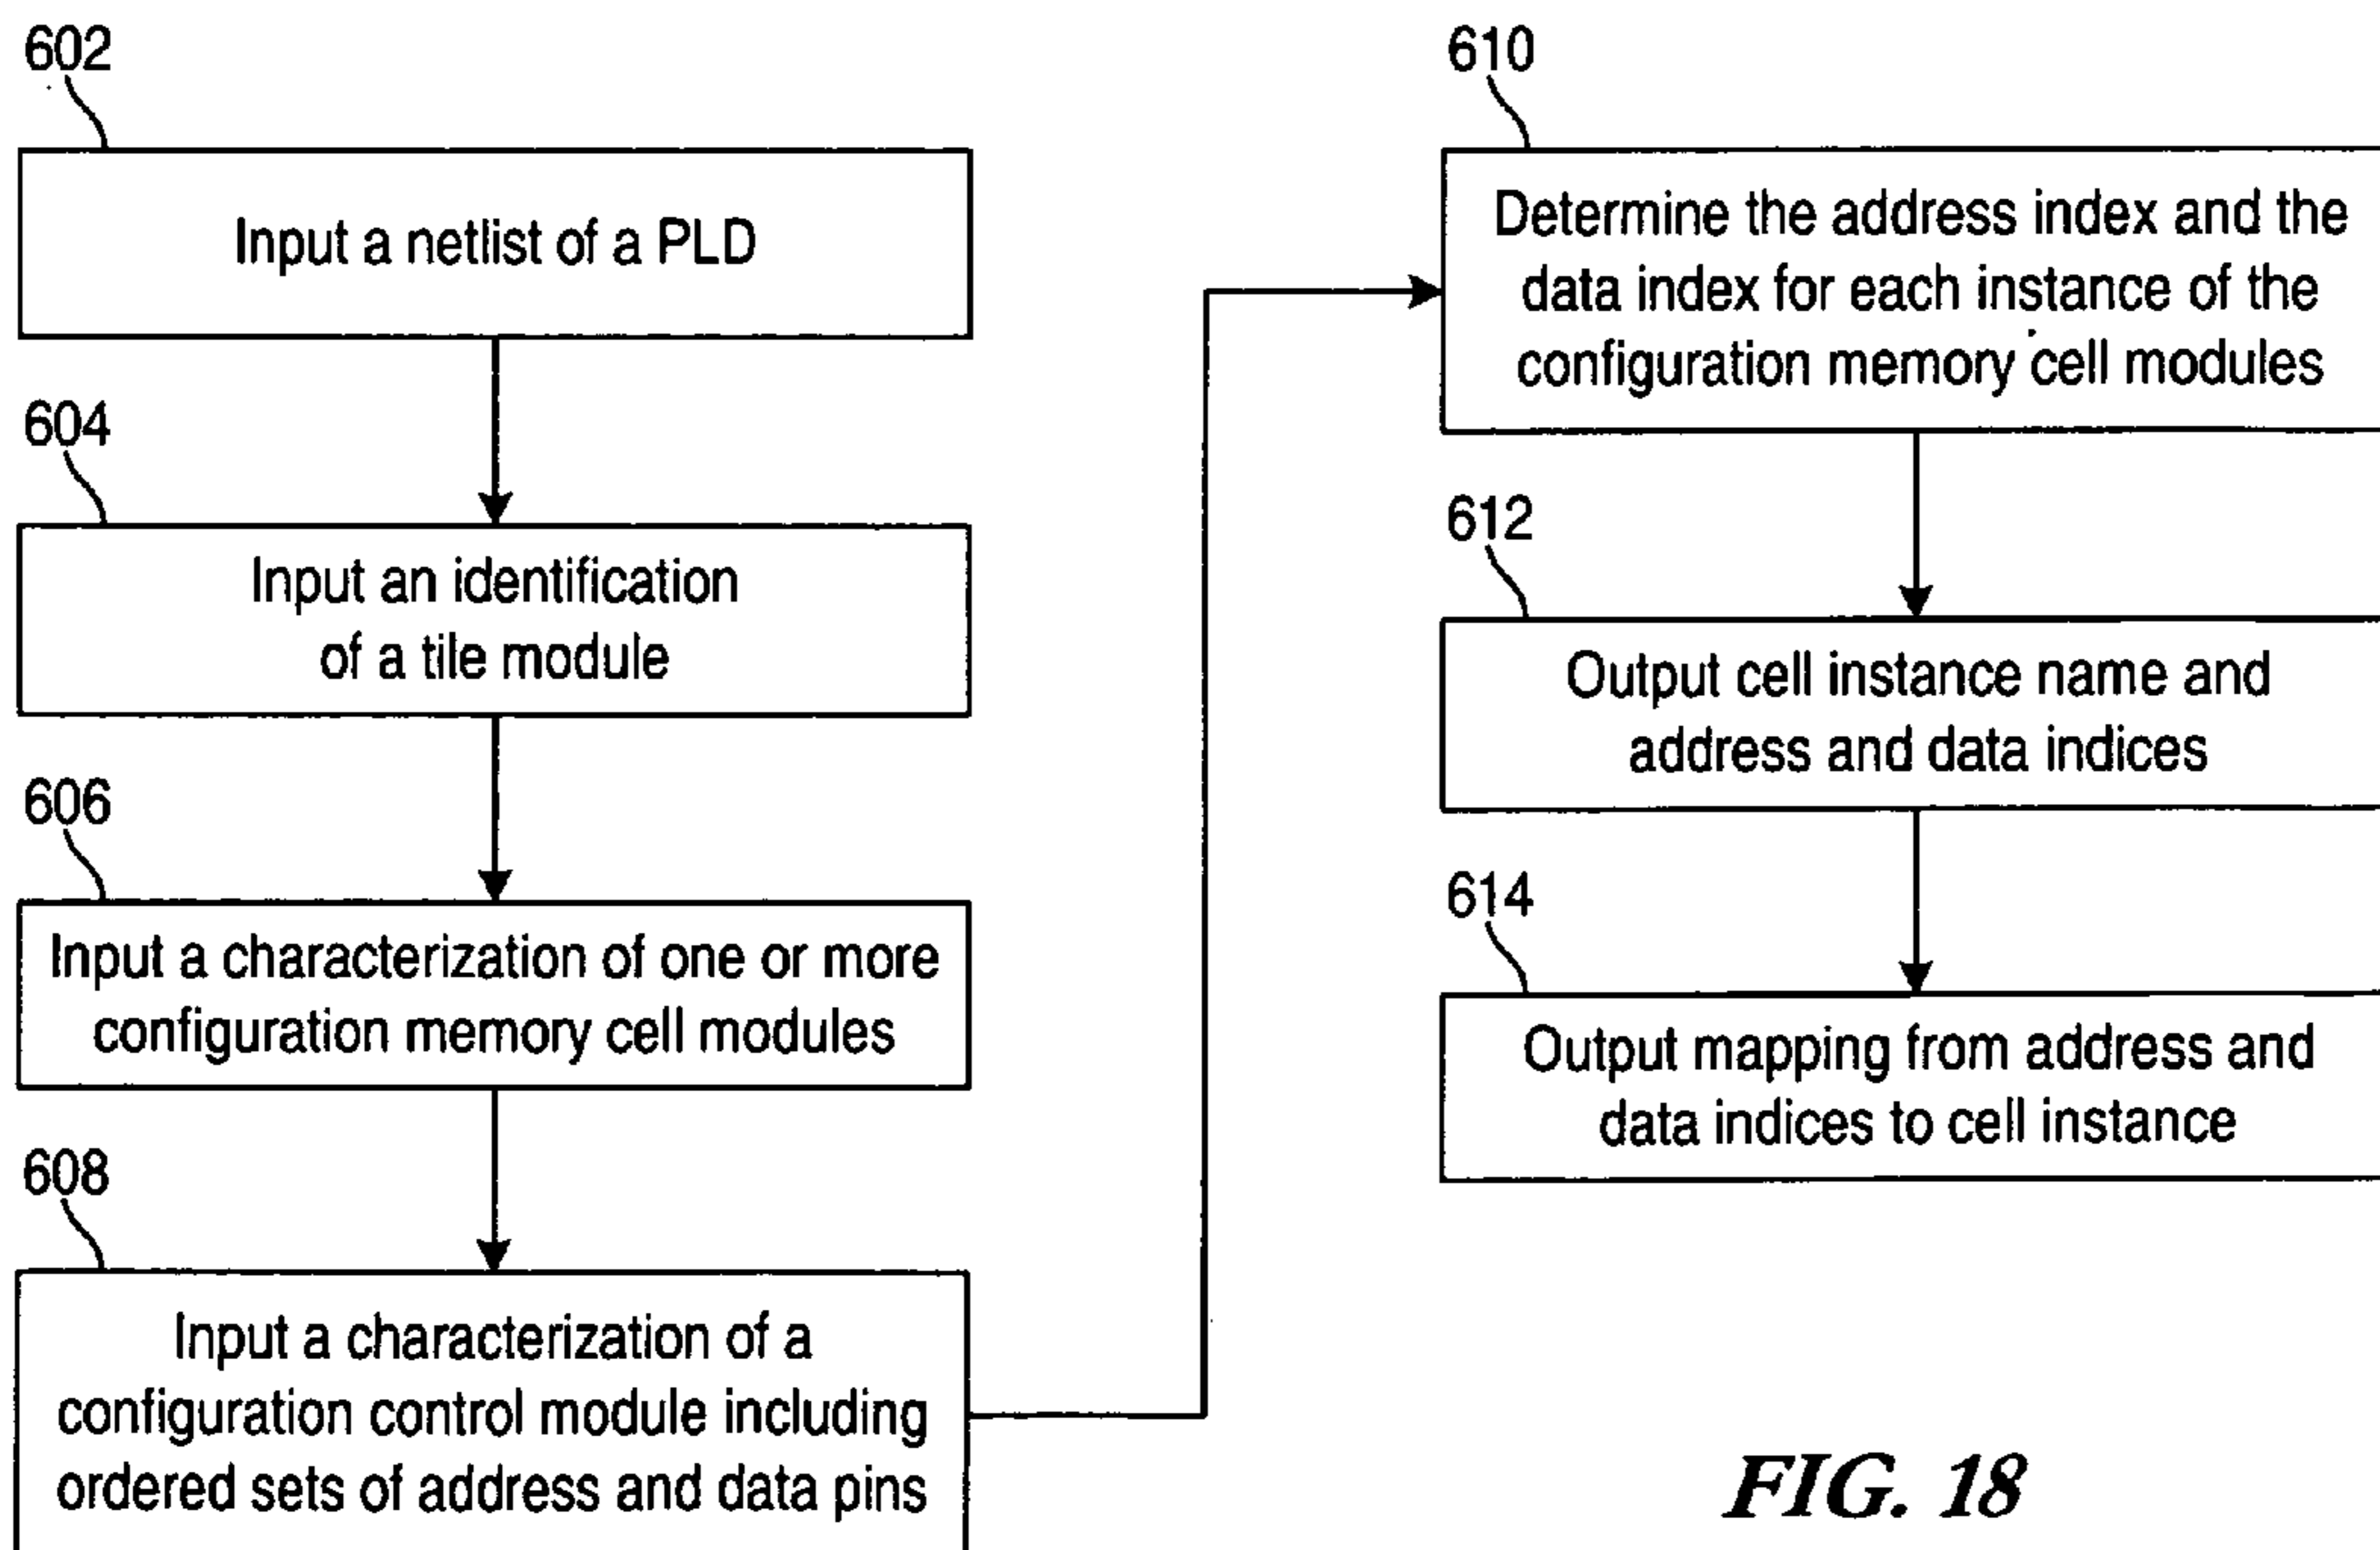 602
Input a netlist of a PLD
604
Input an identification
of a tile module
606
Input a characterization of one or more
configuration memory cell modules
608
Input a characterization of a
configuration control module including
ordered sets of address and data pins
610
Determine the address index and the
data index for each instance of the
configuration memory cell modules
612
Output cell instance name and
address and data indices
614
Output mapping from address and
data indices to cell instance
FIG. 18